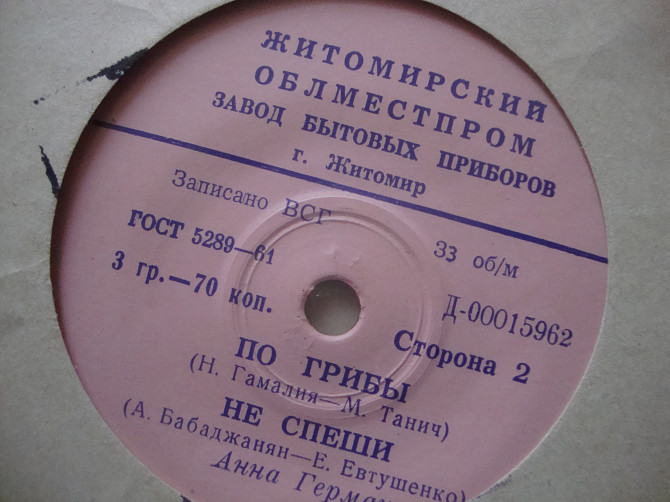 ЖИТОМИРСКИЙ
ОБЛМЕСТПРОМ
ЗАВОД БЫТОВЫХ ПРИБОРОВ
г. Житомир
Записано ВСГ
33 об/м
ГОСТ 5289—61
Д-00015962
3 гр.—70 коп.
Сторона 2
ПО ГРИБЫ
(Н. Гамалия—М. Танич)
НЕ СПЕШИ
(А. Бабаджанян—Е. Евтушенко)
Анна Герман